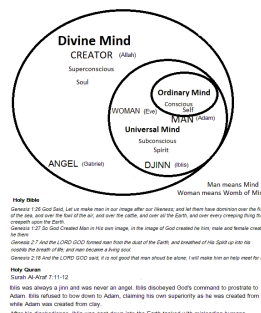 Divine Mind
CREATOR (Allah)
Superconscious
Soul
Ordinary Mind
Conscious
Self
WOMAN (Eve)
MAN (Adam)
Universal Mind
Subconscious
Spirit
ANGEL (Gabriel)
DJINN (Iblis)
Man means Mind
Woman means Womb of Mi
Holy Bible
Genesis 1:26 God Said, Let us make man in our image after our likeness; and let them have dominion over the
of the sea, and over the foul of the air, and over the cattle, and over all the Earth, and over every creeping thing
creepeth upon the Earth.
Genesis 1:27 So God Created Man in His own image, in the image of God created he him; male and female
he them
Genesis 2:7 And the LORD GOD formed man from the dust of the Earth, and breathed of His Spirit up into his
nostrils the breath of life; and man became a living soul.
Genesis 2:18 And the LORD GOD said, it is not good that man should be alone; I will make him an help meet for
Holy Quran
Surah Al-A'raf 7:11-12
Iblis was always a jinn and was never an angel. Iblis disobeyed God's command to prostrate to
Adam. Iblis refused to bow down to Adam, claiming his own superiority as he was created from
while Adam was created from clay.